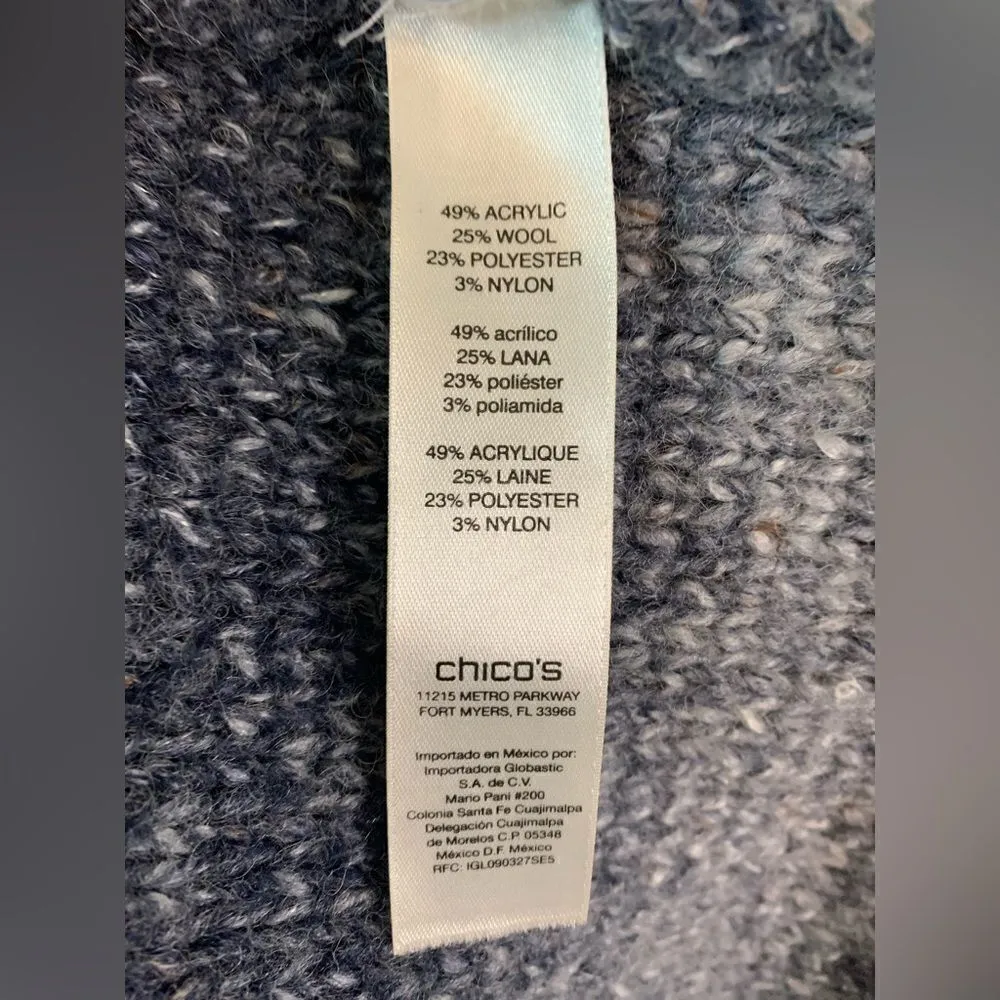 49% ACRYLIC
25% WOOL
23% POLYESTER
3% NYLON
49% acrílico
25% LANA
23% poliéster
3% poliamida
49% ACRYLIQUE
25% LAINE
23% POLYESTER
3% NYLON
chico's
11215 METRO PARKWAY
FORT MYERS, FL 33966
Importado en México por:
Importadora Globastic
S.A. de C.V.
Mario Pani #200
Colonia Santa Fe Cuajimalpa
Delegación Cuajimalpa
de Morelos C.P. 05348
México D.F. México
RFC: IGL090327SE5